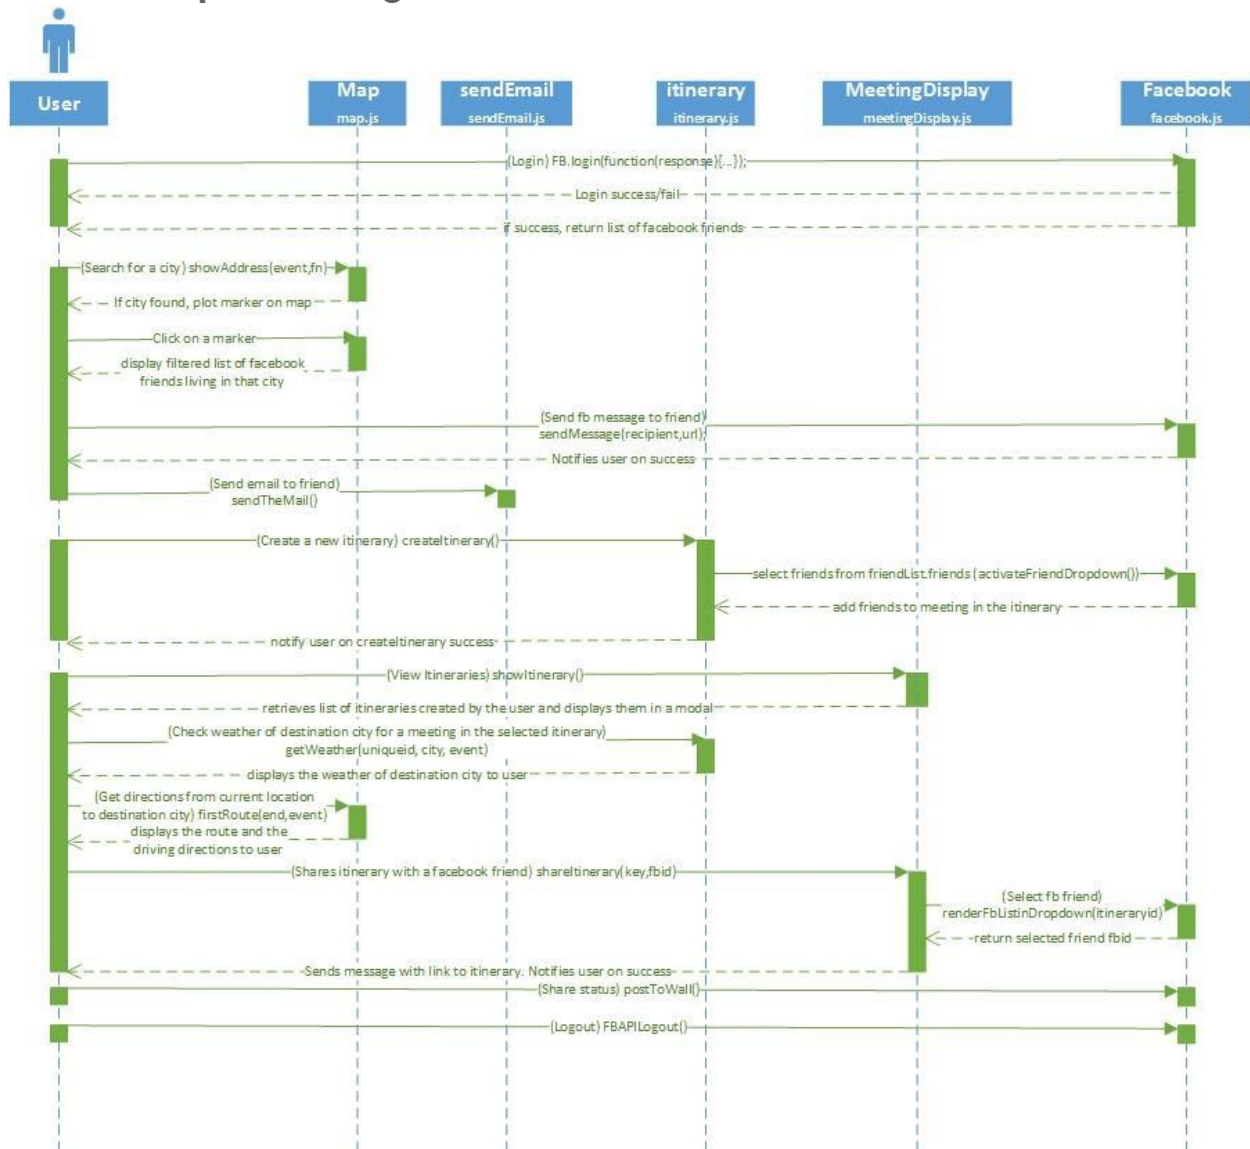 User
Map
map.js
sendEmail
sendEmail.js
itinerary
itinerary.js
MeetingDisplay
meetingDisplay.js
Facebook
facebook.js
(Login) FB.login(function(response){...});
Login success/fail
if success, return list of facebook friends
(Search for a city) showAddress(event,fn)
If city found, plot marker on map
Click on a marker
display filtered list of facebook
friends living in that city
(Send fb message to friend)
sendMessage(recipient,url);
Notifies user on success
(Send email to friend)
sendTheMail()
(Create a new itinerary) createItinerary()
select friends from friendList.friends (activateFriendDropdown())
add friends to meeting in the itinerary
notify user on createItinerary success
(View Itineraries) showItinerary()
retrieves list of itineraries created by the user and displays them in a modal
(Check weather of destination city for a meeting in the selected itinerary)
getWeather(uniqueid, city, event)
displays the weather of destination city to user
(Get directions from current location
to destination city) firstRoute(end,event)
displays the route and the
driving directions to user
(Shares itinerary with a facebook friend) shareItinerary(key,fbid)
(Select fb friend)
renderFbListinDropdown(itineraryid)
return selected friend fbid
Sends message with link to itinerary. Notifies user on success
(Share status) postToWall()
(Logout) FBAPILogout()